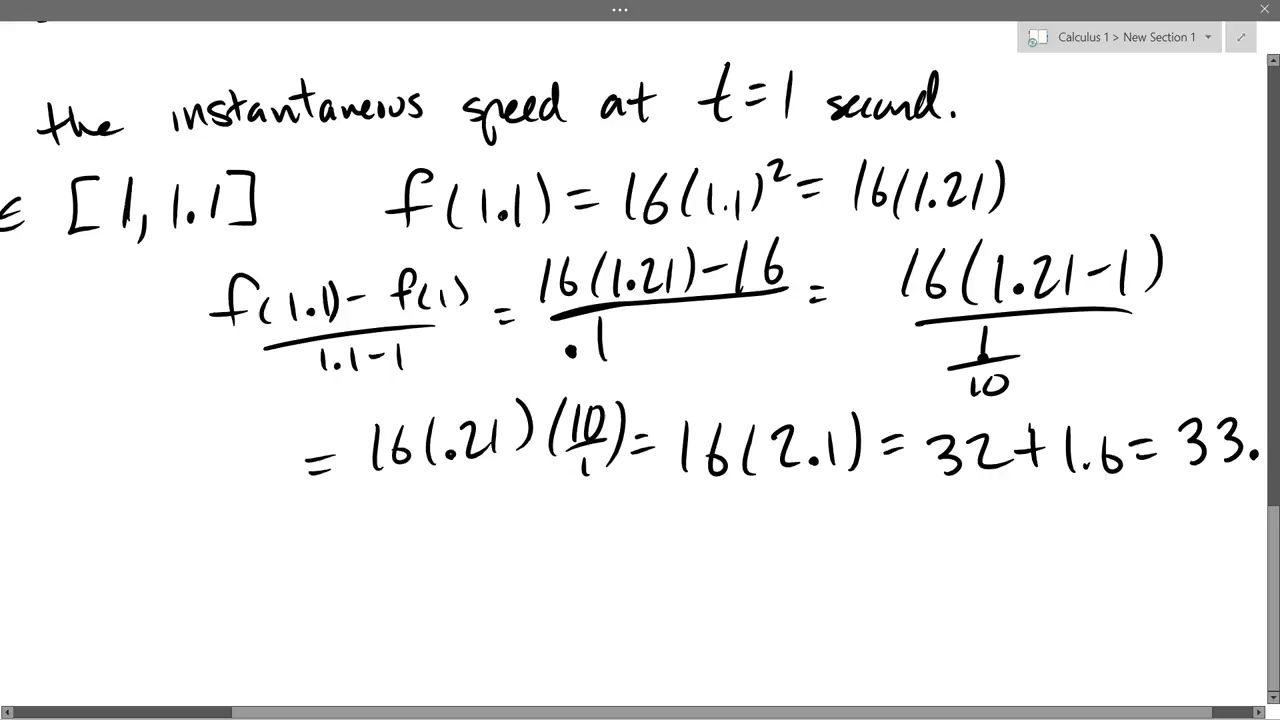 Calculus 1 > New Section 1
the instantaneous speed at t=1 second.
∈ [1, 1.1] f(1.1) = 16(1.1)² = 16(1.21)
f(1.1) - f(1) / 1.1 - 1 = 16(1.21) - 16 / .1 = 16(1.21 - 1) / 1/10
= 16(.21)(10/1) = 16(2.1) = 32 + 1.6 = 33.